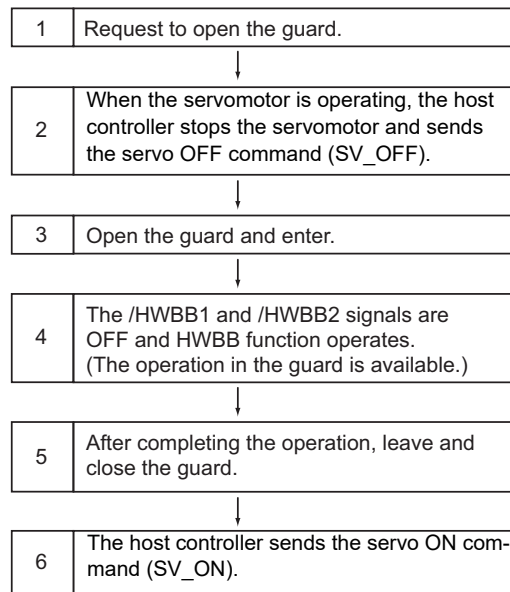 1 Request to open the guard.
2
When the servomotor is operating, the host
controller stops the servomotor and sends
the servo OFF command (SV_OFF).
3 Open the guard and enter.
4
The /HWBB1 and /HWBB2 signals are
OFF and HWBB function operates.
(The operation in the guard is available.)
5
After completing the operation, leave and
close the guard.
6
The host controller sends the servo ON com-
mand (SV_ON).